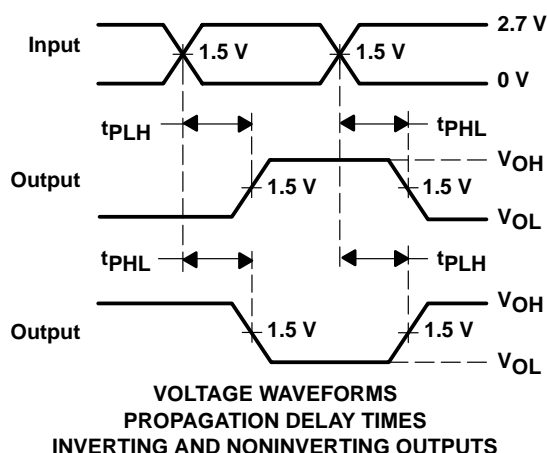 2.7 V
Input
1.5 V
1.5 V
0 V
tPLH
tPHL
VOH
Output
1.5 V
1.5 V
VOL
tPHL
tPLH
VOH
Output
1.5 V
1.5 V
VOL
VOLTAGE WAVEFORMS
PROPAGATION DELAY TIMES
INVERTING AND NONINVERTING OUTPUTS